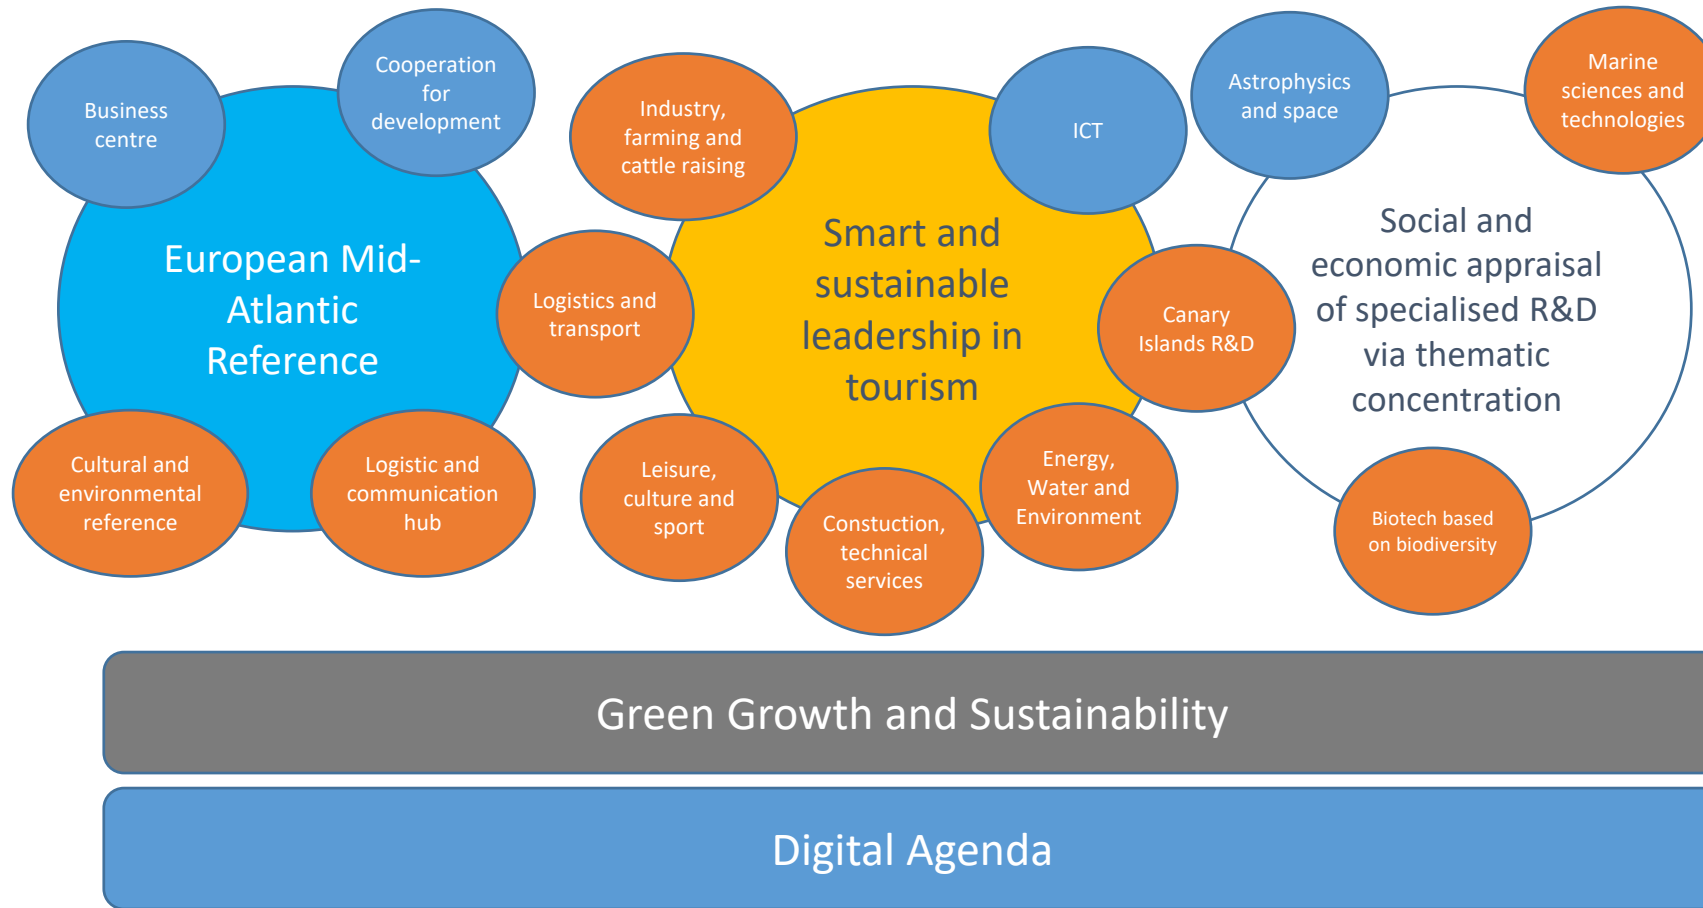 Business
centre
Cooperation
for
development
European Mid-
Atlantic
Reference
Cultural and
environmental
reference
Logistic and
communication
hub
Logistics and
transport
Industry,
farming and
cattle raising
ICT
Smart and
sustainable
leadership in
tourism
Leisure,
culture and
sport
Constuction,
technical
services
Energy,
Water and
Environment
Canary
Islands R&D
Astrophysics
and space
Marine
sciences and
technologies
Social and
economic appraisal
of specialised R&D
via thematic
concentration
Biotech based
on biodiversity
Green Growth and Sustainability
Digital Agenda